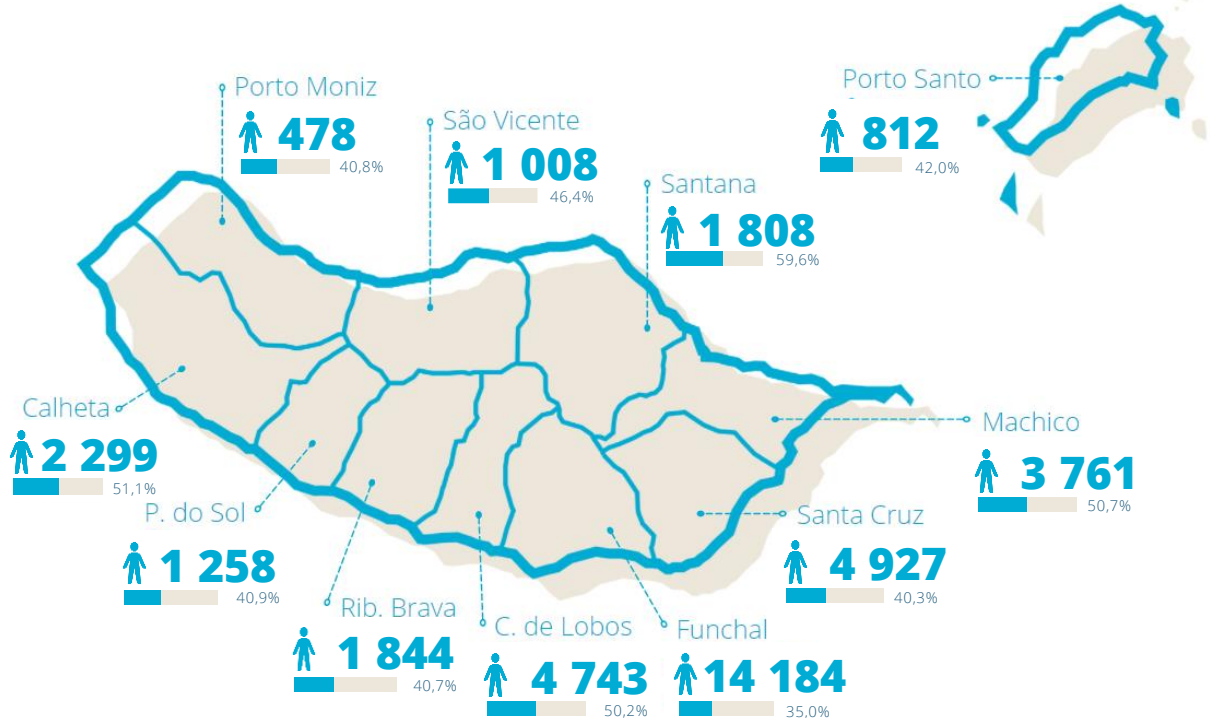 Porto Moniz
478
40,8%
São Vicente
1 008
46,4%
Santana
1 808
59,6%
Porto Santo
812
42,0%
Calheta
2 299
51,1%
Machico
3 761
50,7%
P. do Sol
1 258
40,9%
Santa Cruz
4 927
40,3%
Rib. Brava
1 844
40,7%
C. de Lobos
4 743
50,2%
Funchal
14 184
35,0%